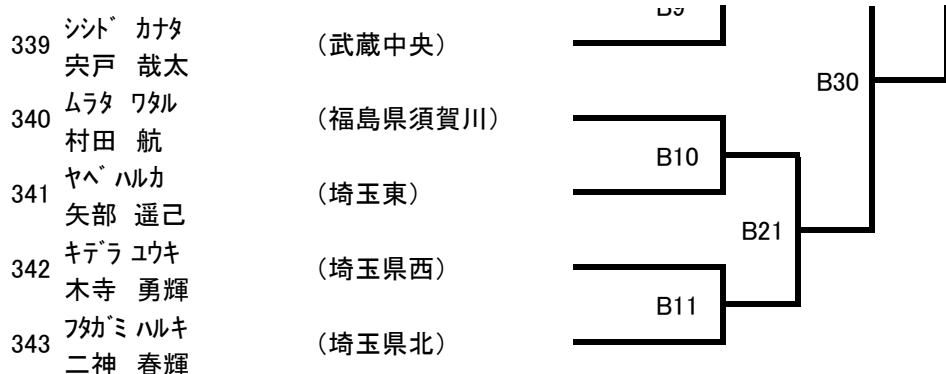 B9
339 シシド カナタ (武蔵中央)
宍戸 哉太
B30
340 ムラタ ワタル (福島県須賀川)
村田 航
B10
341 ヤベ ハルカ (埼玉東)
矢部 遥己
B21
342 キデラ ユウキ (埼玉県西)
木寺 勇輝
B11
343 フタガミ ハルキ (埼玉県北)
二神 春輝